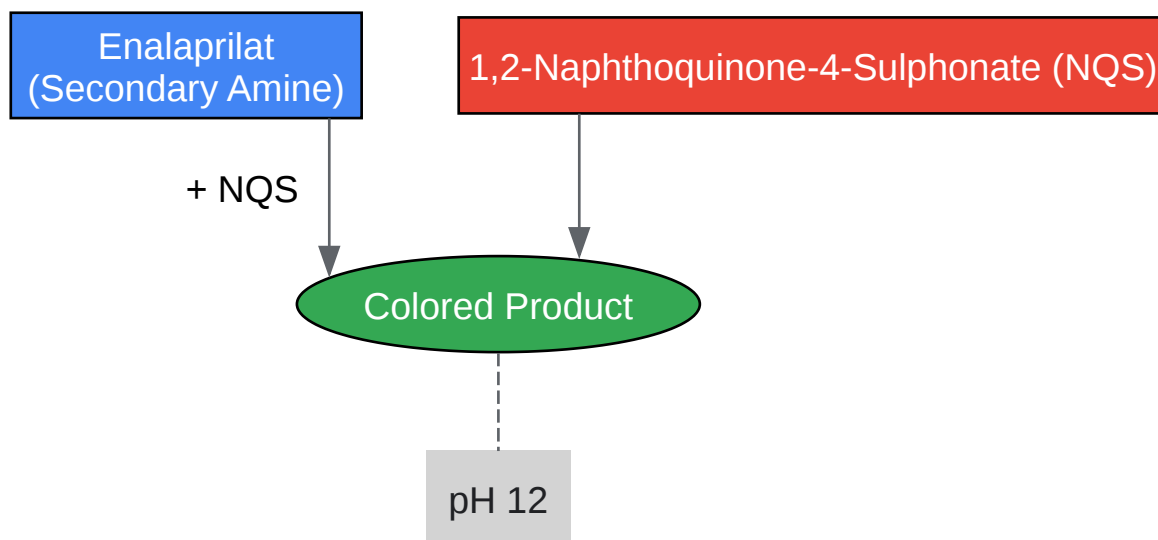 Enalaprilat
(Secondary Amine)
1,2-Naphthoquinone-4-Sulphonate (NQS)
+ NQS
Colored Product
pH 12